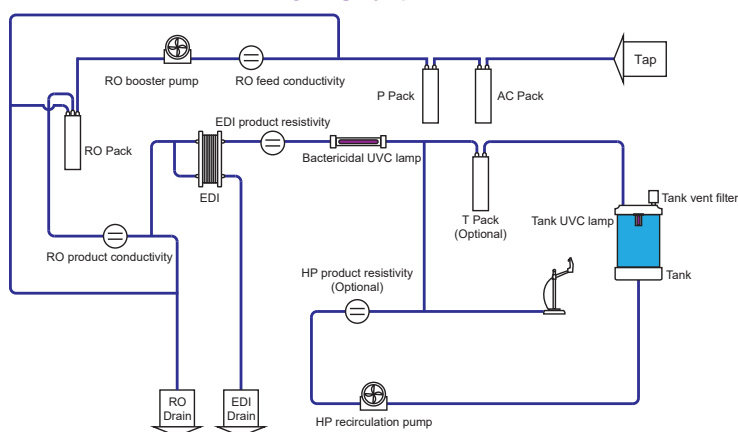 Tap
RO booster pump
RO feed conductivity
P Pack
AC Pack
EDI product resistivity
RO Pack
Bactericidal UVC lamp
EDI
T Pack
(Optional)
Tank vent filter
Tank UVC lamp
RO product conductivity
HP product resistivity
(Optional)
Tank
RO
Drain
EDI
Drain
HP recirculation pump